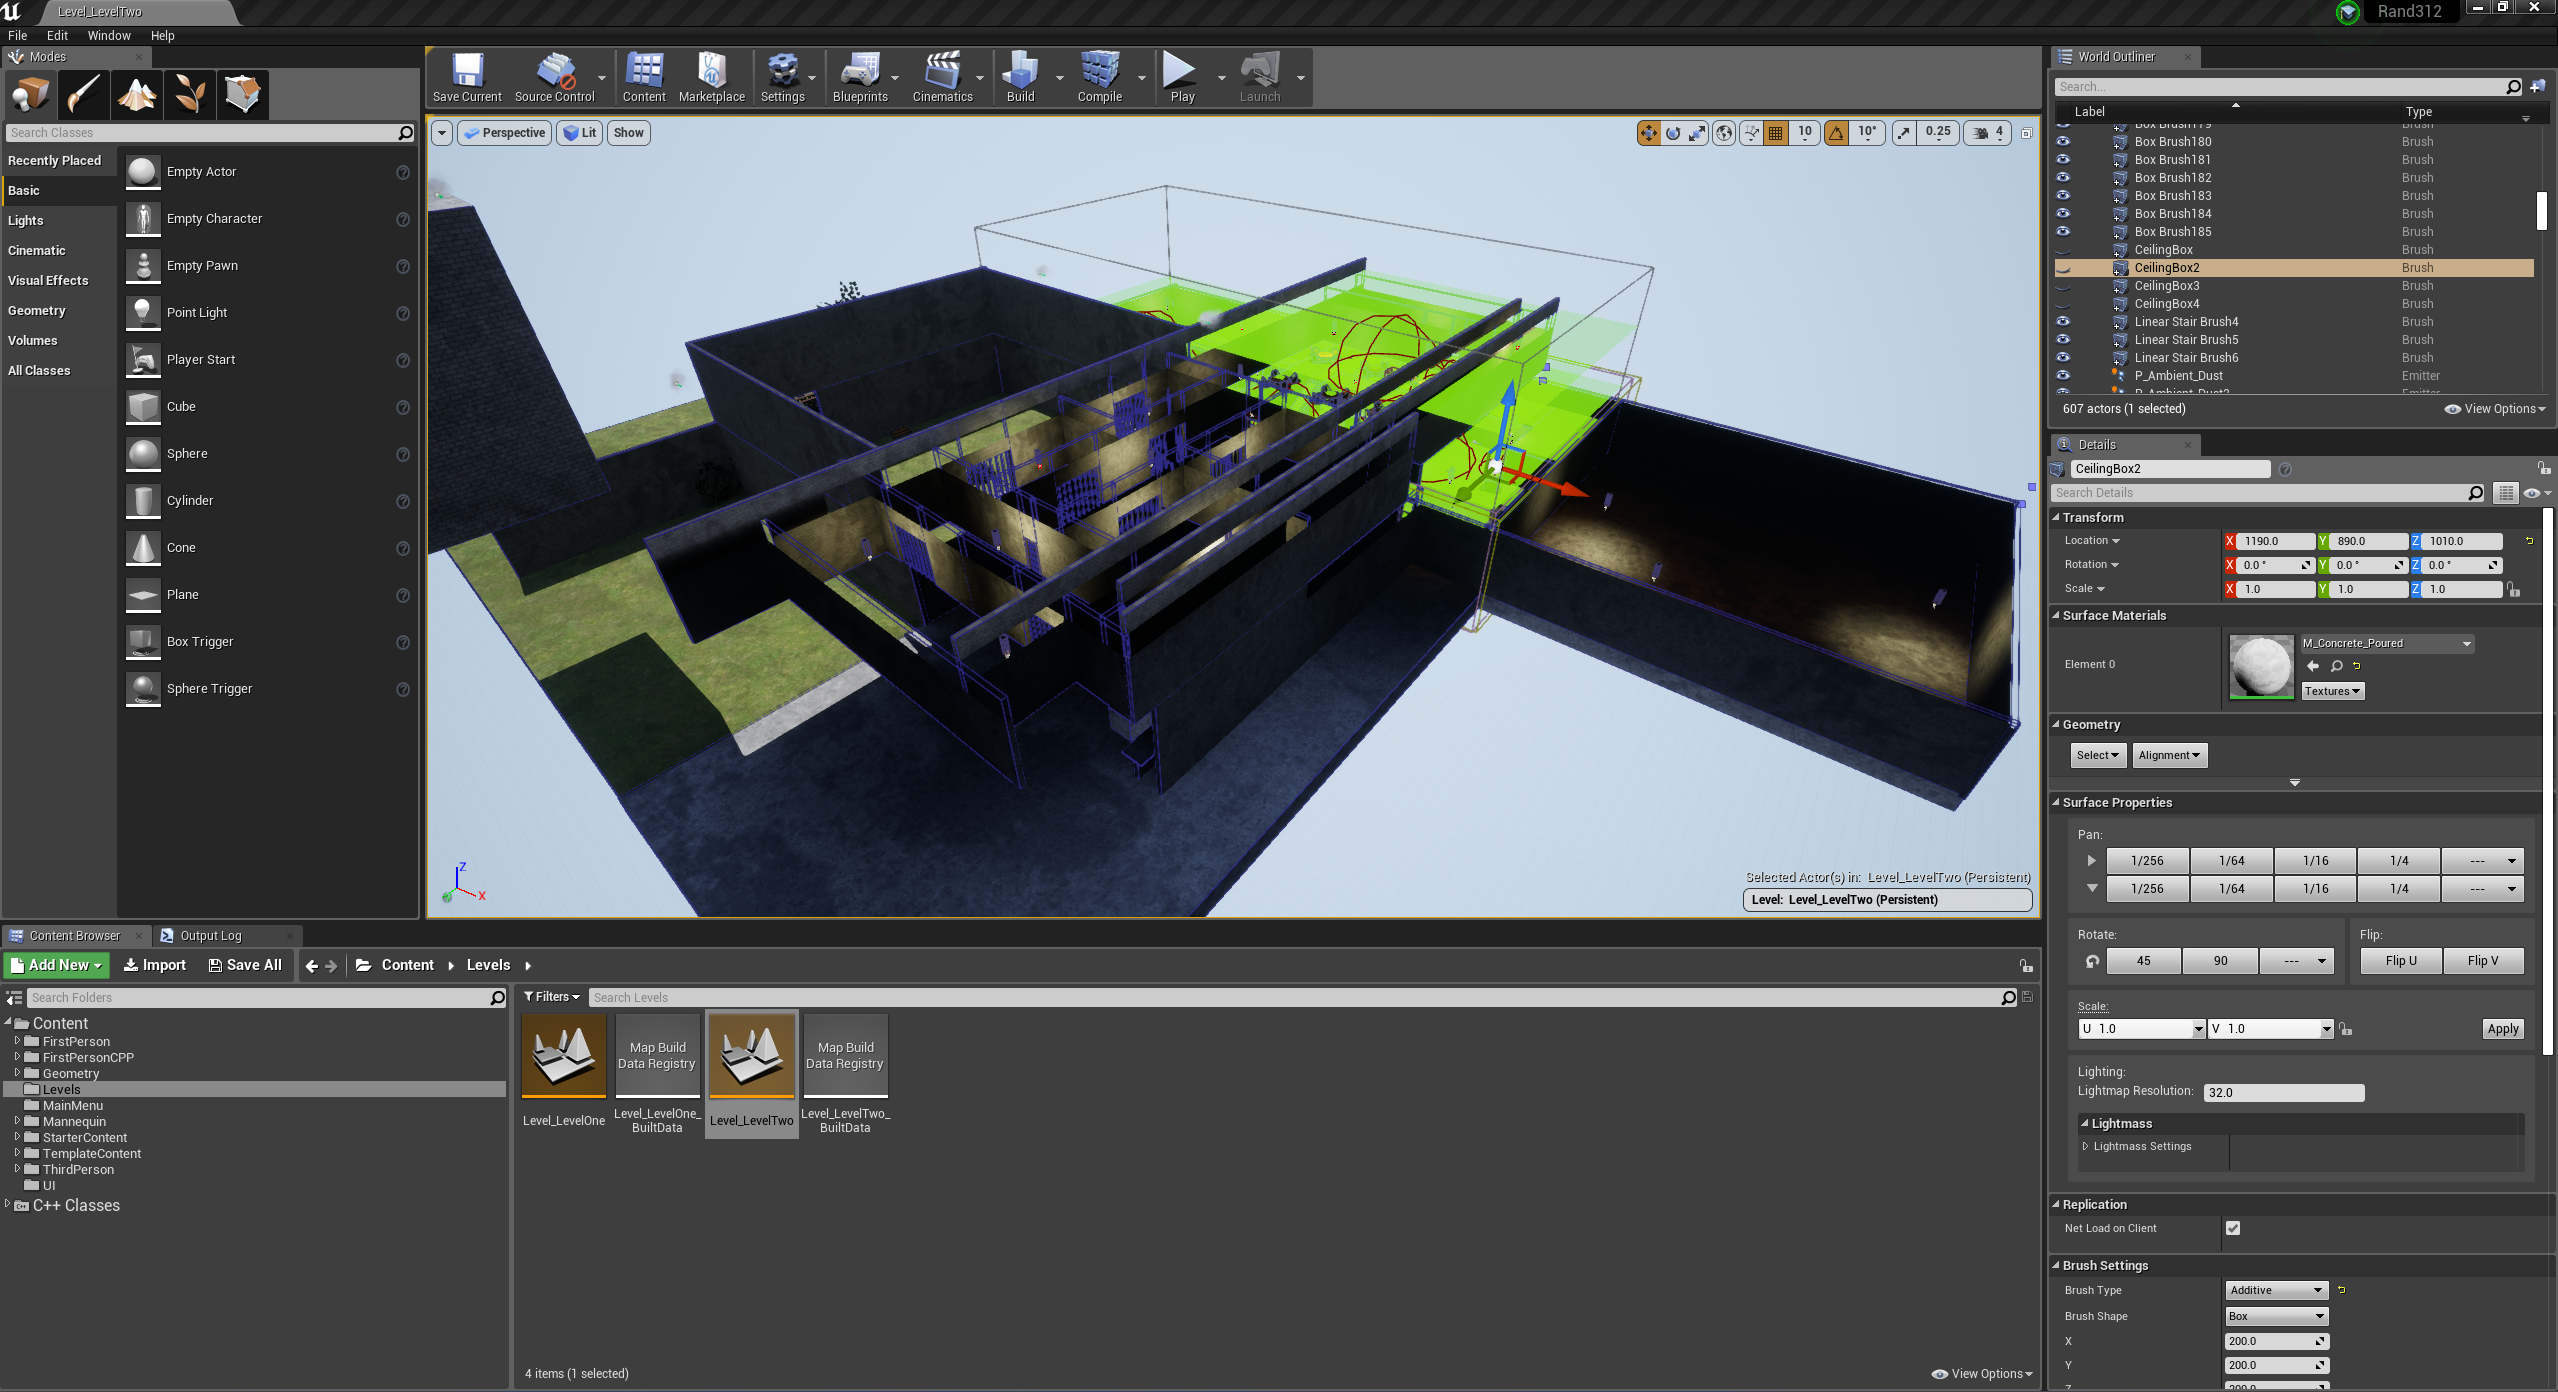 Level_LevelTwo
Rand312
File Edit Window Help
Modes
Search Classes
Recently Placed
Basic
Lights
Cinematic
Visual Effects
Geometry
Volumes
All Classes
Empty Actor
Empty Character
Empty Pawn
Point Light
Player Start
Cube
Sphere
Cylinder
Cone
Plane
Box Trigger
Sphere Trigger
Save Current
Source Control
Content
Marketplace
Settings
Blueprints
Cinematics
Build
Compile
Play
Launch
Perspective
Lit
Show
10
10°
0.25
4
Z
X
Selected Actor(s) in: Level_LevelTwo (Persistent)
Level: Level_LevelTwo (Persistent)
World Outliner
Search...
Label Type
Box Brush179 Brush
Box Brush180 Brush
Box Brush181 Brush
Box Brush182 Brush
Box Brush183 Brush
Box Brush184 Brush
Box Brush185 Brush
CeilingBox Brush
CeilingBox2 Brush
CeilingBox3 Brush
CeilingBox4 Brush
Linear Stair Brush4 Brush
Linear Stair Brush5 Brush
Linear Stair Brush6 Brush
P_Ambient_Dust Emitter
P_Ambient_Dust2 Emitter
607 actors (1 selected)
View Options
Details
CeilingBox2
Search Details
Transform
Location X 1190.0 Y 890.0 Z 1010.0
Rotation X 0.0 ° Y 0.0 ° Z 0.0 °
Scale X 1.0 Y 1.0 Z 1.0
Surface Materials
Element 0
M_Concrete_Poured
Textures
Geometry
Select
Alignment
Surface Properties
Pan:
1/256 1/64 1/16 1/4 ---
1/256 1/64 1/16 1/4 ---
Rotate:
45 90 ---
Flip:
Flip U Flip V
Scale:
U 1.0 V 1.0
Apply
Lighting:
Lightmap Resolution: 32.0
Lightmass
Lightmass Settings
Replication
Net Load on Client
Brush Settings
Brush Type Additive
Brush Shape Box
X 200.0
Y 200.0
Z 200.0
Content Browser
Output Log
Add New
Import
Save All
Content
Levels
Search Folders
Content
FirstPerson
FirstPersonCPP
Geometry
Levels
MainMenu
Mannequin
StarterContent
TemplateContent
ThirdPerson
UI
C++ Classes
Filters
Search Levels
Map Build
Data Registry
Map Build
Data Registry
Level_LevelOne
Level_LevelOne_
BuiltData
Level_LevelTwo
Level_LevelTwo_
BuiltData
4 items (1 selected)
View Options